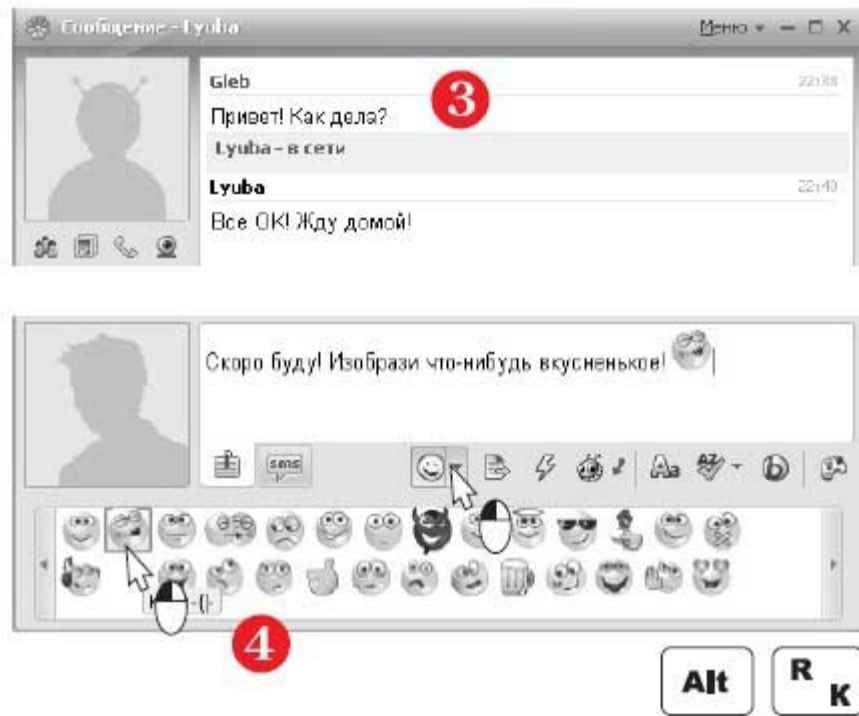 Сообщение - Lyuba
Меню
Gleb 22:38
3
Привет! Как дела?
Lyuba - в сети
Lyuba 22:40
Все ОК! Жду домой!
Скоро буду! Изобрази что-нибудь вкусненькое!
sms
Aa
4
Alt
R
K